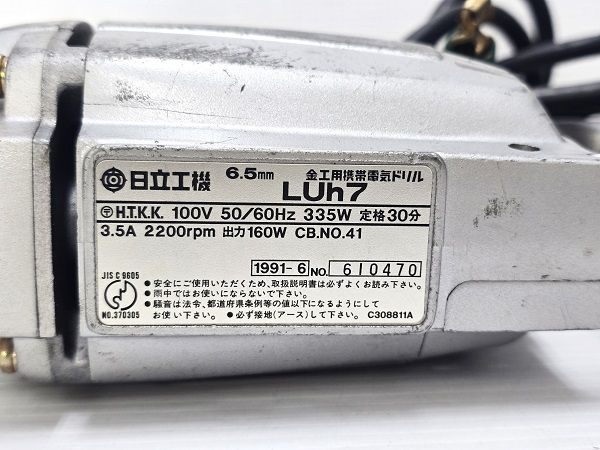 日立工機 6.5mm 金工用携帯電気ドリル
LUh7
〒 H.T.K.K. 100V 50/60Hz 335W 定格30分
3.5A 2200rpm 出力160W CB.NO.41
1991-6 NO. 610470
JIS C 9605
NO.370305
●安全にご使用いただくため、取扱説明書は必ずよくお読み下さい。
●雨中ではお使いにならないで下さい。
●騒音は法令、都道府県条例等の値以下になるようにして
お使い下さい。 ●必ず接地(アース)して下さい。 C308811A